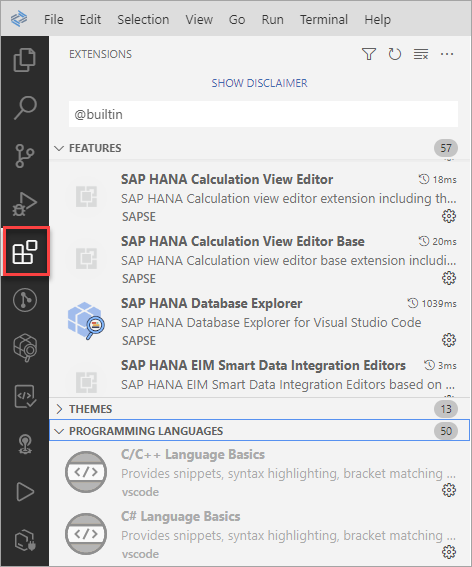 File Edit Selection View Go Run Terminal Help
EXTENSIONS
SHOW DISCLAIMER
@builtin
FEATURES 57
SAP HANA Calculation View Editor 18ms
SAP HANA Calculation view editor extension including th...
SAPSE
SAP HANA Calculation View Editor Base 20ms
SAP HANA Calculation view editor base extension includi...
SAPSE
SAP HANA Database Explorer 1039ms
SAP HANA Database Explorer for Visual Studio Code
SAPSE
SAP HANA EIM Smart Data Integration Editors 3ms
SAP HANA EIM Smart Data Integration Editors based on ...
THEMES 13
PROGRAMMING LANGUAGES 50
C/C++ Language Basics
Provides snippets, syntax highlighting, bracket matching ...
vscode
C# Language Basics
Provides snippets, syntax highlighting, bracket matching ...
vscode